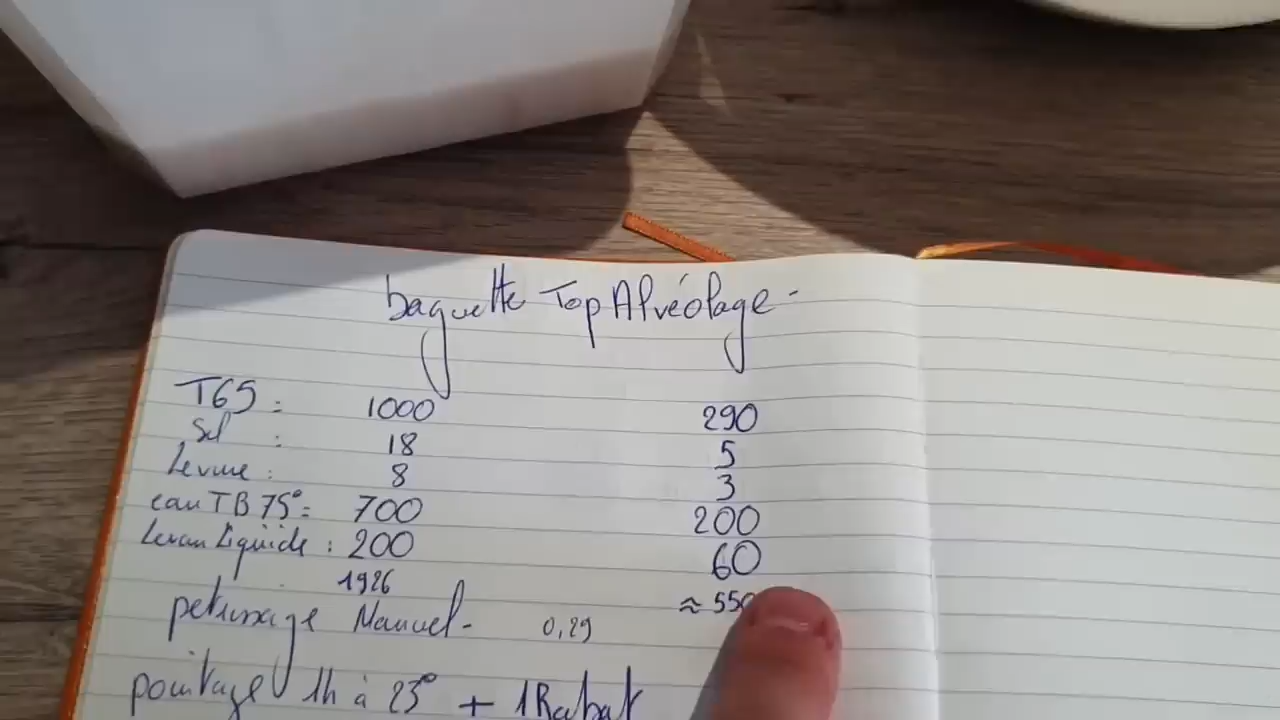 baguette Top Alvéolage -
T65 : 1000 290
Sel : 18 5
Levure : 8 3
eau TB 75° = 700 200
Levain Liquide : 200 60
1926 ≈ 550
petrissage Manuel - 0,29
pointage 1h à 23° + 1 Rabat